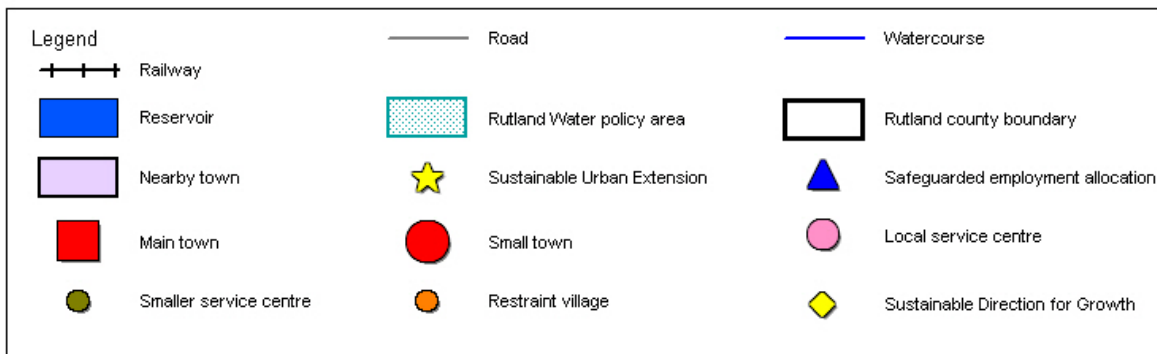 Legend
Road
Watercourse
Railway
Reservoir
Rutland Water policy area
Rutland county boundary
Nearby town
Sustainable Urban Extension
Safeguarded employment allocation
Main town
Small town
Local service centre
Smaller service centre
Restraint village
Sustainable Direction for Growth